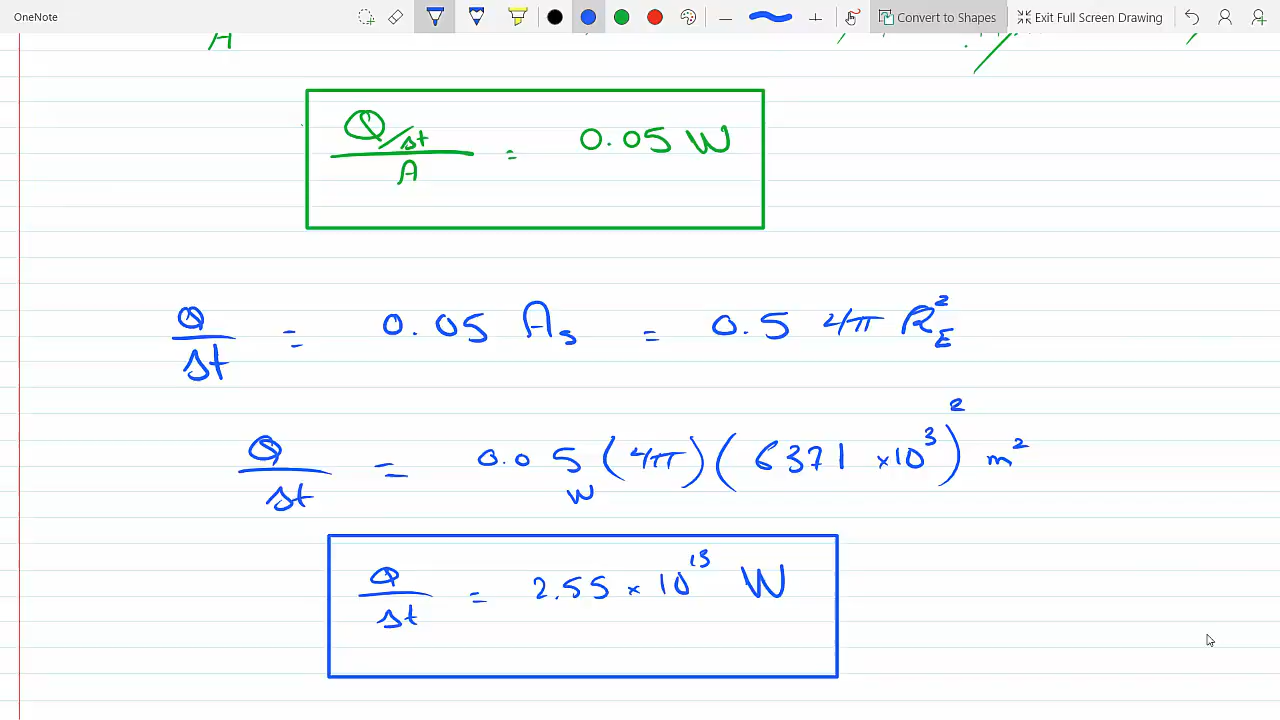 OneNote
Convert to Shapes
Exit Full Screen Drawing
A
Q/Δt / A = 0.05 W
Q/Δt = 0.05 As = 0.5 4π R_E²
Q/Δt = 0.05 W (4π)(6371 ×10³)² m²
Q/Δt = 2.55 × 10¹³ W